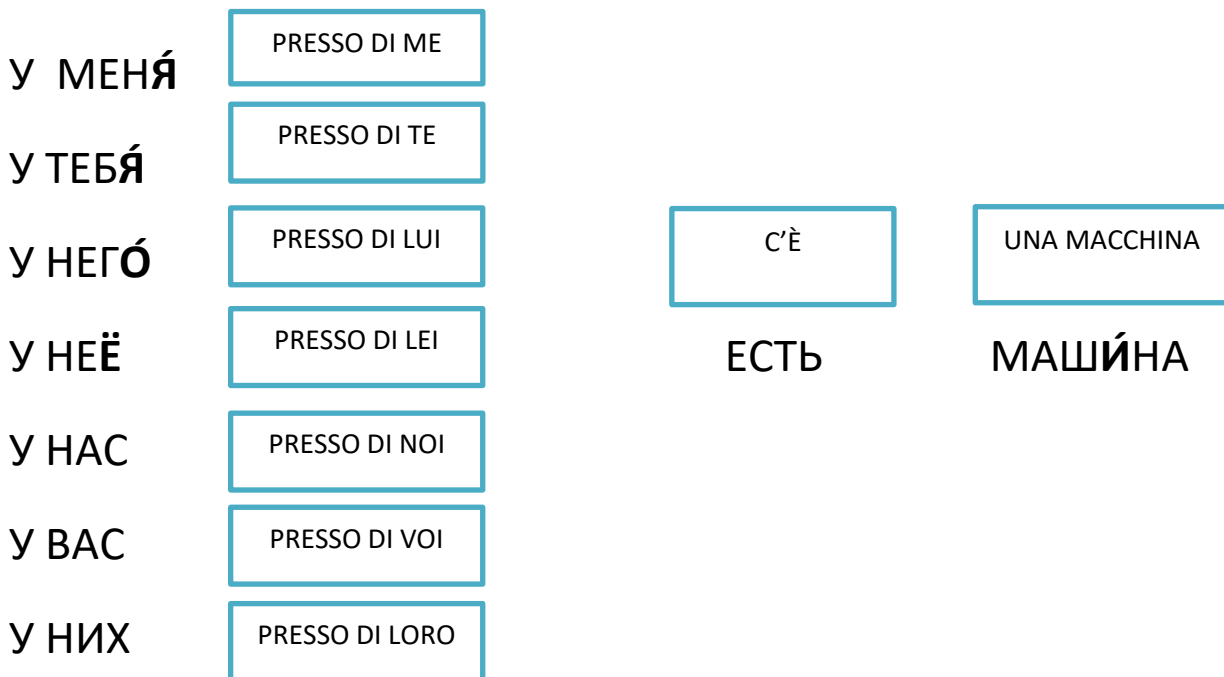 У МЕНЯ́
PRESSO DI ME
У ТЕБЯ́
PRESSO DI TE
У НЕГО́
PRESSO DI LUI
У НЕЁ
PRESSO DI LEI
У НАС
PRESSO DI NOI
У ВАС
PRESSO DI VOI
У НИХ
PRESSO DI LORO
C’È
ЕСТЬ
UNA MACCHINA
МАШИ́НА